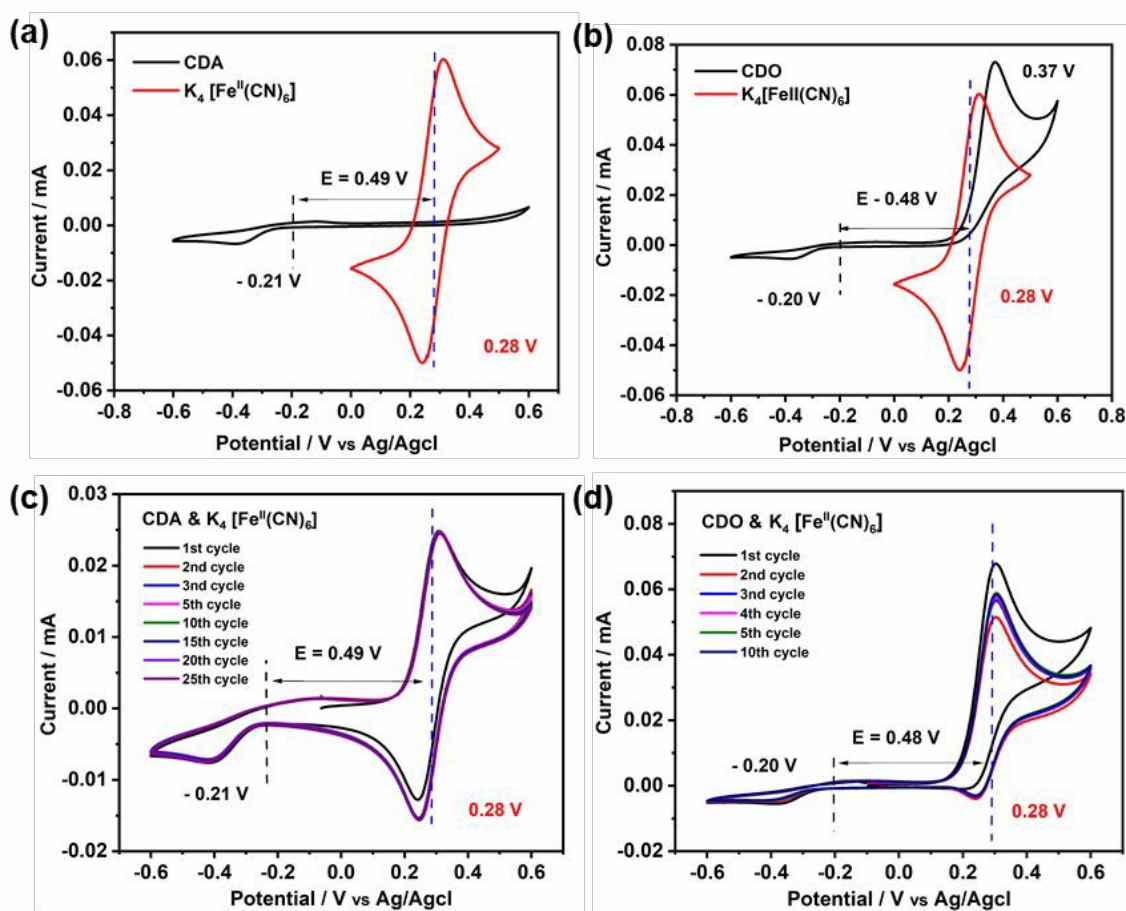 (a)
CDA
K4 [FeII(CN)6]
E = 0.49 V
- 0.21 V
0.28 V
Current / mA
0.06
0.04
0.02
0.00
-0.02
-0.04
-0.06
-0.6 -0.4 -0.2 0.0 0.2 0.4 0.6
Potential / V vs Ag/Agcl
(b)
CDO
K4[FeII(CN)6]
0.37 V
E - 0.48 V
- 0.20 V
0.28 V
Current / mA
0.08
0.06
0.04
0.02
0.00
-0.02
-0.04
-0.06
-0.6 -0.4 -0.2 0.0 0.2 0.4 0.6 0.8
Potential / V vs Ag/Agcl
(c)
CDA & K4 [FeII(CN)6]
1st cycle
2nd cycle
3nd cycle
5th cycle
10th cycle
15th cycle
20th cycle
25th cycle
E = 0.49 V
- 0.21 V
0.28 V
Current / mA
0.03
0.02
0.01
0.00
-0.01
-0.02
-0.6 -0.4 -0.2 0.0 0.2 0.4 0.6
Potential / V vs Ag/Agcl
(d)
CDO & K4 [FeII(CN)6]
1st cycle
2nd cycle
3nd cycle
4th cycle
5th cycle
10th cycle
E = 0.48 V
- 0.20 V
0.28 V
Current / mA
0.08
0.06
0.04
0.02
0.00
-0.02
-0.6 -0.4 -0.2 0.0 0.2 0.4 0.6
Potential / V vs Ag/Agcl